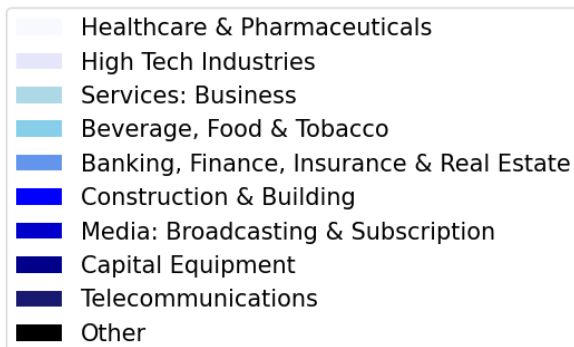 Healthcare & Pharmaceuticals
High Tech Industries
Services: Business
Beverage, Food & Tobacco
Banking, Finance, Insurance & Real Estate
Construction & Building
Media: Broadcasting & Subscription
Capital Equipment
Telecommunications
Other